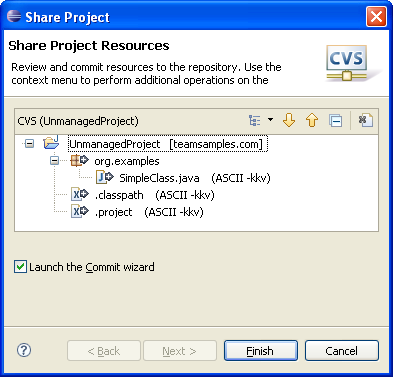 Share Project
Share Project Resources
Review and commit resources to the repository. Use the
context menu to perform additional operations on the
CVS
CVS (UnmanagedProject)
UnmanagedProject [teamsamples.com]
org.examples
SimpleClass.java (ASCII -kkv)
.classpath (ASCII -kkv)
.project (ASCII -kkv)
Launch the Commit wizard
< Back Next > Finish Cancel